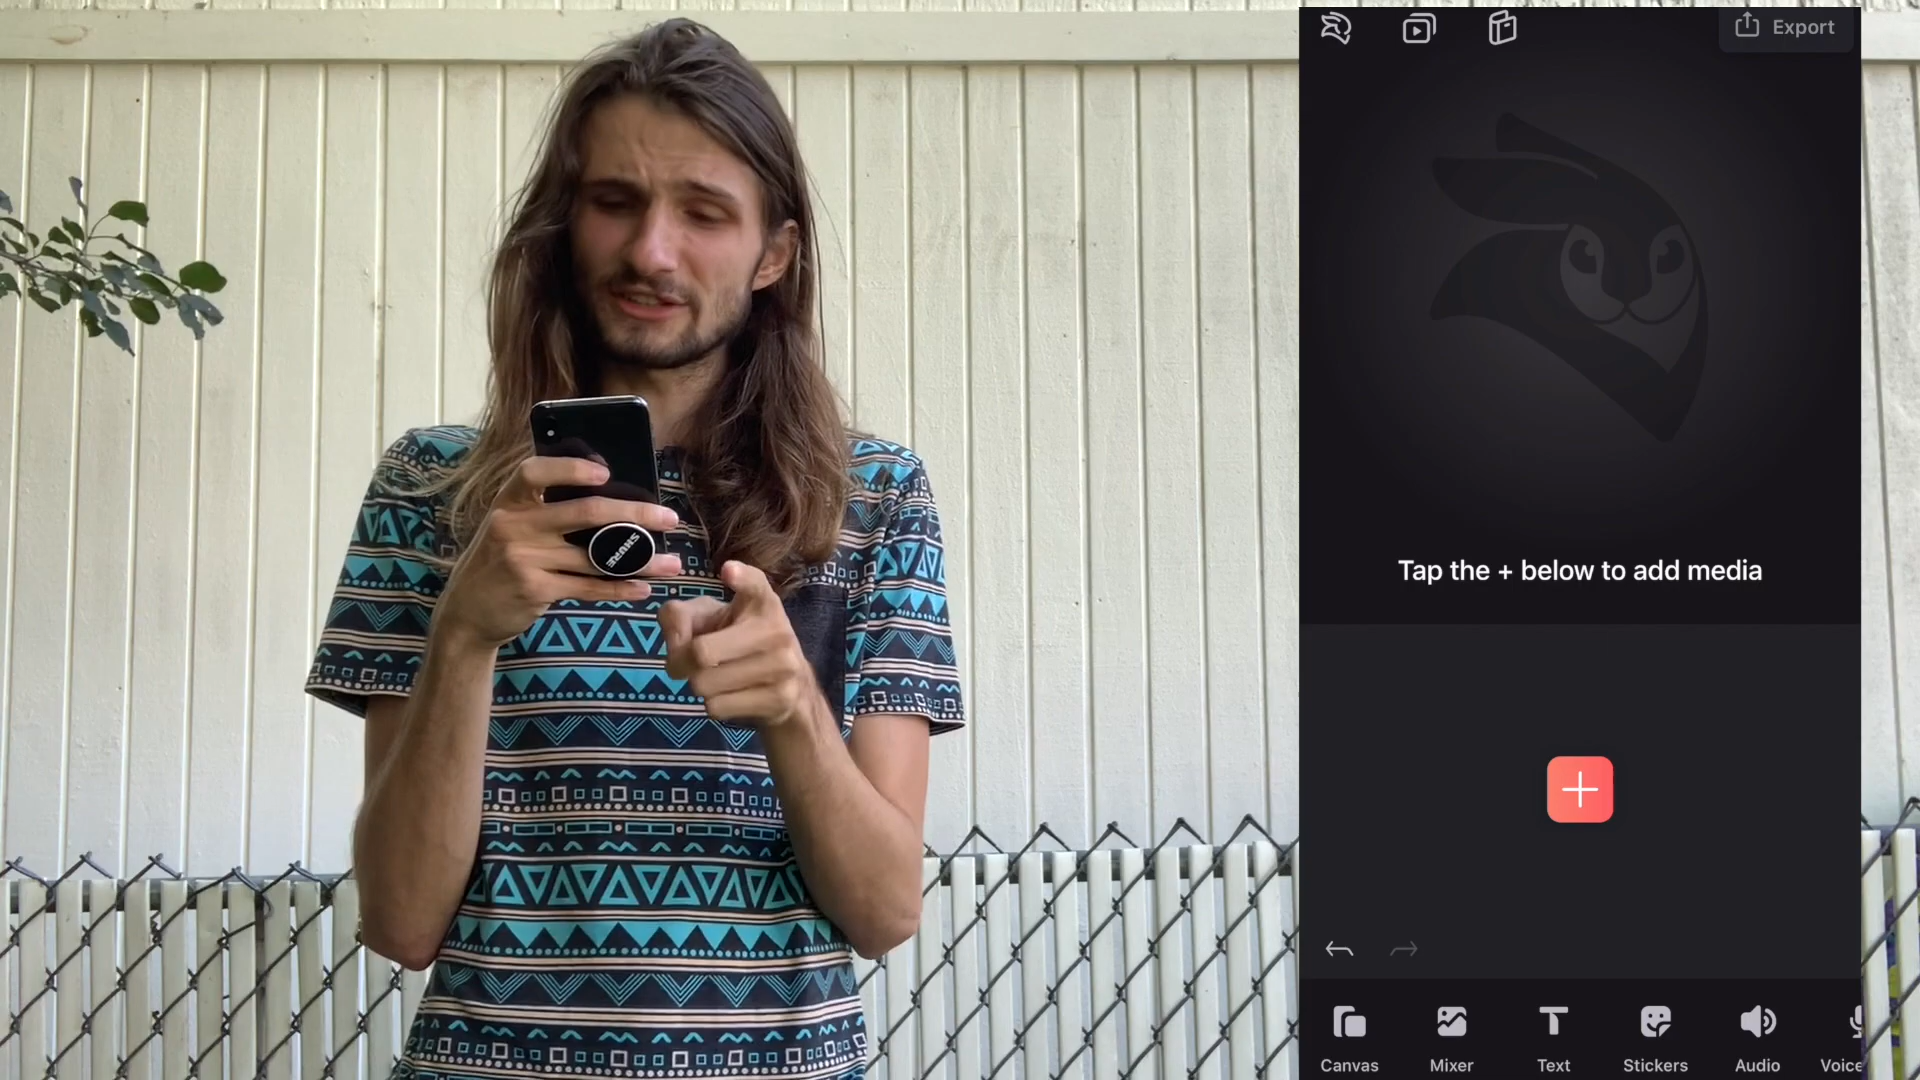 Export
SHURE
Tap the + below to add media
Canvas
Mixer
Text
Stickers
Audio
Voice